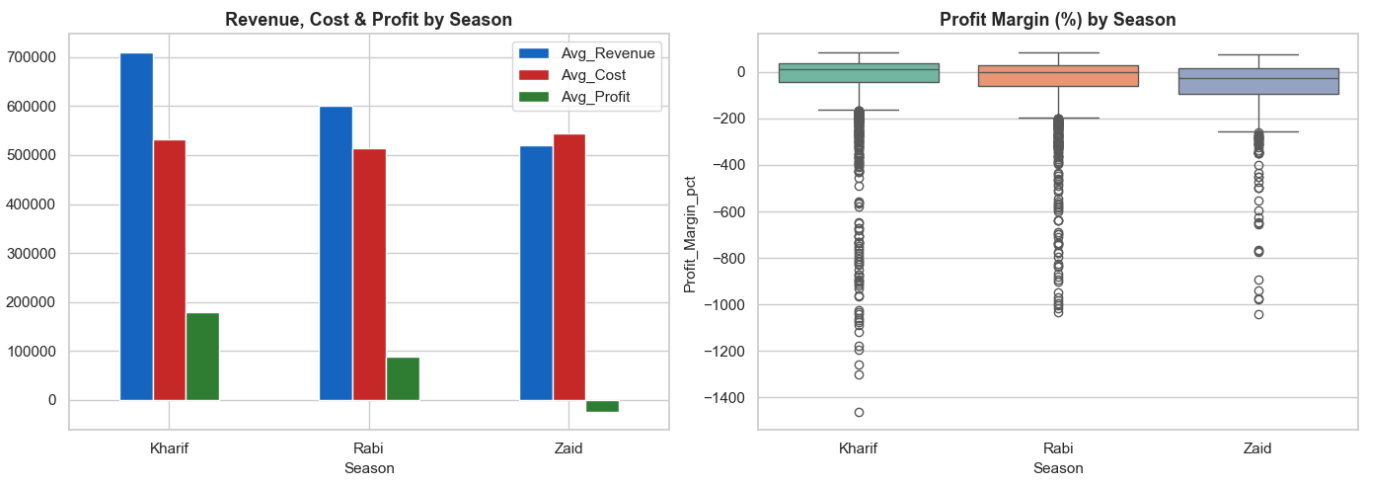 Revenue, Cost & Profit by Season
700000
600000
500000
400000
300000
200000
100000
0
Avg_Revenue
Avg_Cost
Avg_Profit
Kharif
Rabi
Zaid
Season
Profit Margin (%) by Season
Profit_Margin_pct
0
−200
−400
−600
−800
−1000
−1200
−1400
Kharif
Rabi
Zaid
Season